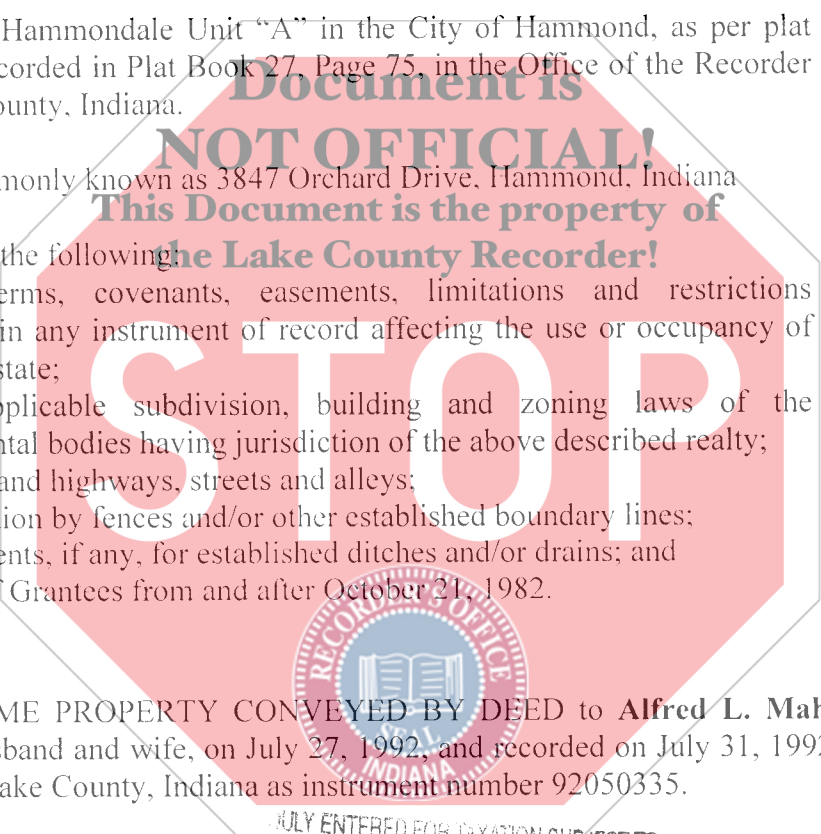 Hammondale Unit “A” in the City of Hammond, as per plat
corded in Plat Book 27, Page 75, in the Office of the Recorder
Document is
ounty, Indiana.
NOT OFFICIAL!
monly known as 3847 Orchard Drive, Hammond, Indiana
This Document is the property of
the following:
the Lake County Recorder!
erms, covenants, easements, limitations and restrictions
in any instrument of record affecting the use or occupancy of
state;
STOP
pplicable subdivision, building and zoning laws of the
ntal bodies having jurisdiction of the above described realty;
and highways, streets and alleys;
ion by fences and/or other established boundary lines;
ents, if any, for established ditches and/or drains; and
f Grantees from and after October 21, 1982.
RECORDER'S OFFICE
ME PROPERTY CONVEYED BY DEED to Alfred L. Mah
sband and wife, on July 27, 1992, and recorded on July 31, 1992
SEAL
INDIANA
ake County, Indiana as instrument number 92050335.
ULY ENTERED FOR TAXATION